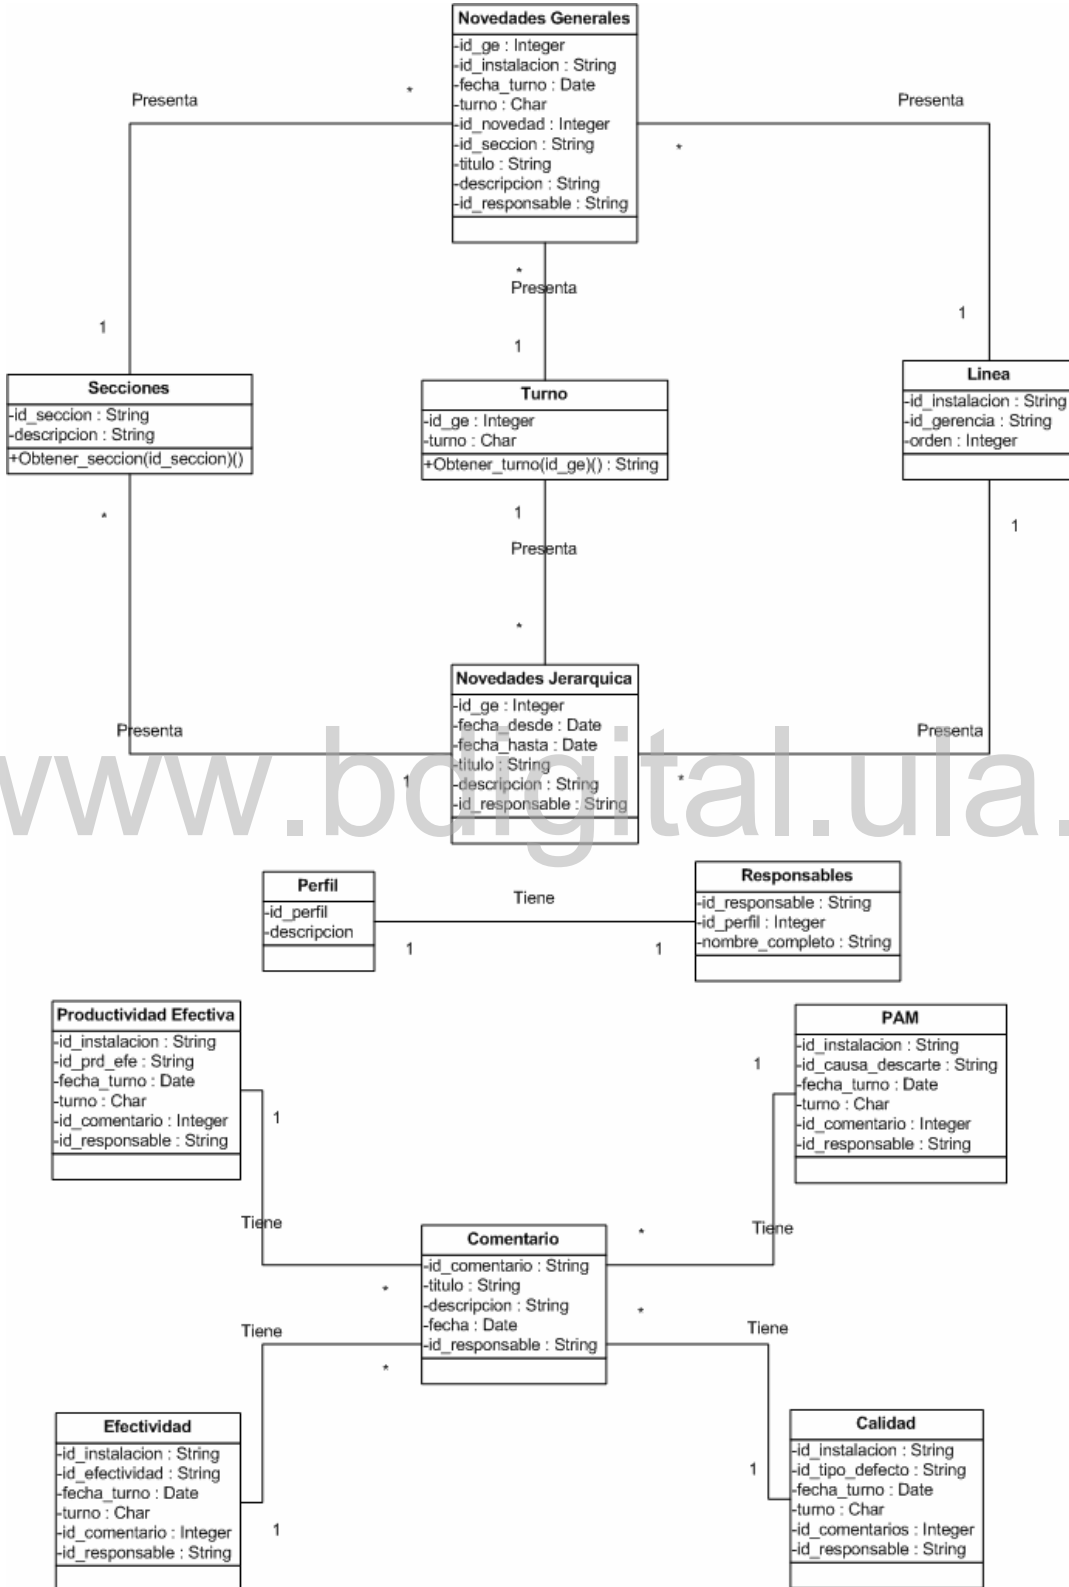 Novedades Generales
-id_ge : Integer
-id_instalacion : String
-fecha_turno : Date
-turno : Char
-id_novedad : Integer
-id_seccion : String
-titulo : String
-descripcion : String
-id_responsable : String
Presenta
*
Presenta
*
*
Presenta
1
1
1
Secciones
-id_seccion : String
-descripcion : String
+Obtener_seccion(id_seccion)()
Turno
-id_ge : Integer
-turno : Char
+Obtener_turno(id_ge)() : String
Linea
-id_instalacion : String
-id_gerencia : String
-orden : Integer
*
1
1
Presenta
*
Novedades Jerarquica
-id_ge : Integer
-fecha_desde : Date
-fecha_hasta : Date
-titulo : String
-descripcion : String
-id_responsable : String
Presenta
1
Presenta
*
www.bdigital.ula.
Perfil
-id_perfil
-descripcion
Tiene
1
1
Responsables
-id_responsable : String
-id_perfil : Integer
-nombre_completo : String
Productividad Efectiva
-id_instalacion : String
-id_prd_efe : String
-fecha_turno : Date
-turno : Char
-id_comentario : Integer
-id_responsable : String
1
PAM
-id_instalacion : String
-id_causa_descarte : String
-fecha_turno : Date
-turno : Char
-id_comentario : Integer
-id_responsable : String
1
Tiene
*
Tiene
*
Comentario
-id_comentario : String
-titulo : String
-descripcion : String
-fecha : Date
-id_responsable : String
Tiene
*
Tiene
*
Efectividad
-id_instalacion : String
-id_efectividad : String
-fecha_turno : Date
-turno : Char
-id_comentario : Integer
-id_responsable : String
1
Calidad
-id_instalacion : String
-id_tipo_defecto : String
-fecha_turno : Date
-turno : Char
-id_comentarios : Integer
-id_responsable : String
1